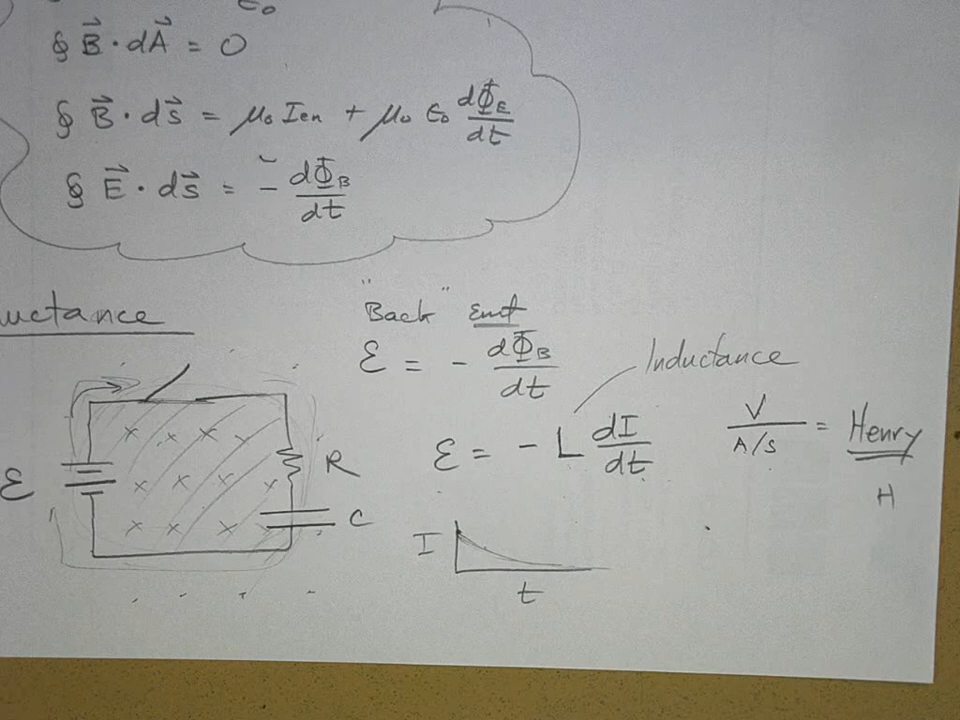 ε₀
∮ B⃗ · dA⃗ = 0
∮ B⃗ · ds⃗ = μ₀ Ien + μ₀ ε₀ dΦE/dt
∮ E⃗ · ds⃗ = - dΦB/dt
uctance
"Back" Emf
ℰ = - dΦB/dt
Inductance
ℰ = - L dI/dt
V / A/s = Henry
H
ℰ
R
C
I
t